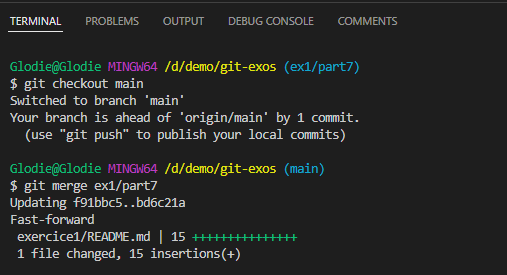 TERMINAL PROBLEMS OUTPUT DEBUG CONSOLE COMMENTS
Glodie@Glodie MINGW64 /d/demo/git-exos (ex1/part7)
$ git checkout main
Switched to branch 'main'
Your branch is ahead of 'origin/main' by 1 commit.
  (use "git push" to publish your local commits)
Glodie@Glodie MINGW64 /d/demo/git-exos (main)
$ git merge ex1/part7
Updating f91bbc5..bd6c21a
Fast-forward
 exercice1/README.md | 15 +++++++++++++++
 1 file changed, 15 insertions(+)